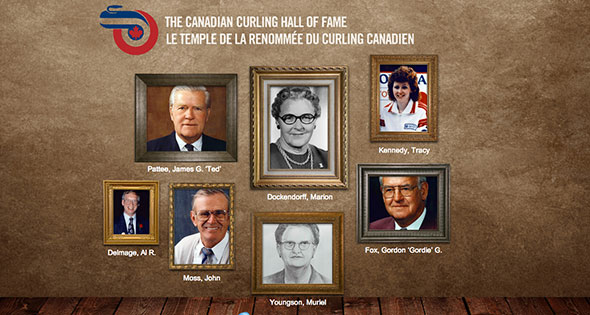 THE CANADIAN CURLING HALL OF FAME
LE TEMPLE DE LA RENOMMÉE DU CURLING CANADIEN
Kennedy, Tracy
Pattee, James G. 'Ted'
Dockendorff, Marion
Delmage, Al R.
Fox, Gordon 'Gordie' G.
Moss, John
Youngson, Muriel